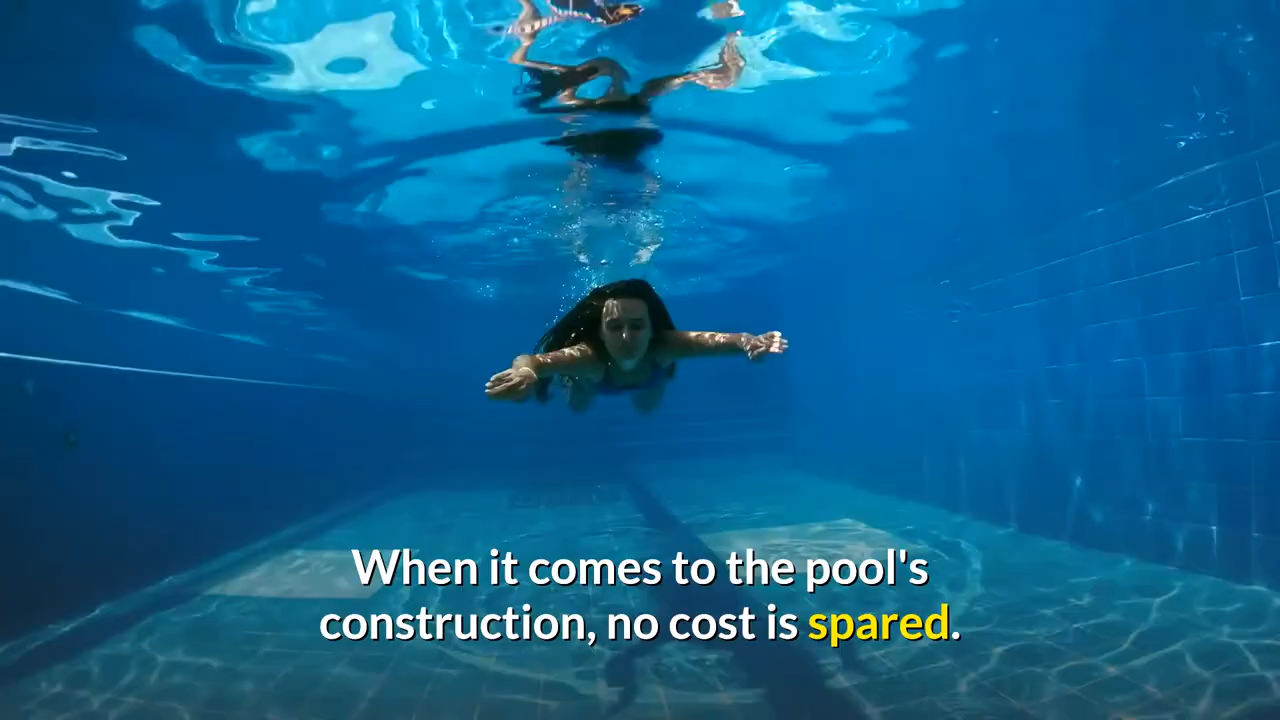 When it comes to the pool's
construction, no cost is spared.